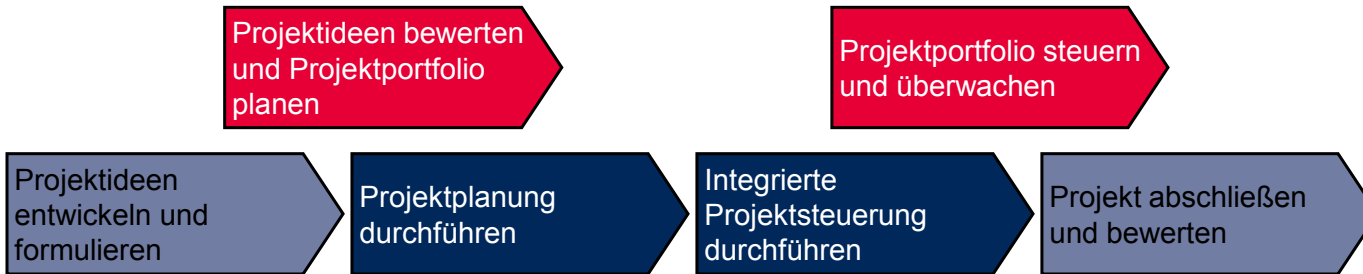 Projektideen bewerten
und Projektportfolio
planen
Projektportfolio steuern
und überwachen
Projektideen
entwickeln und
formulieren
Projektplanung
durchführen
Integrierte
Projektsteuerung
durchführen
Projekt abschließen
und bewerten